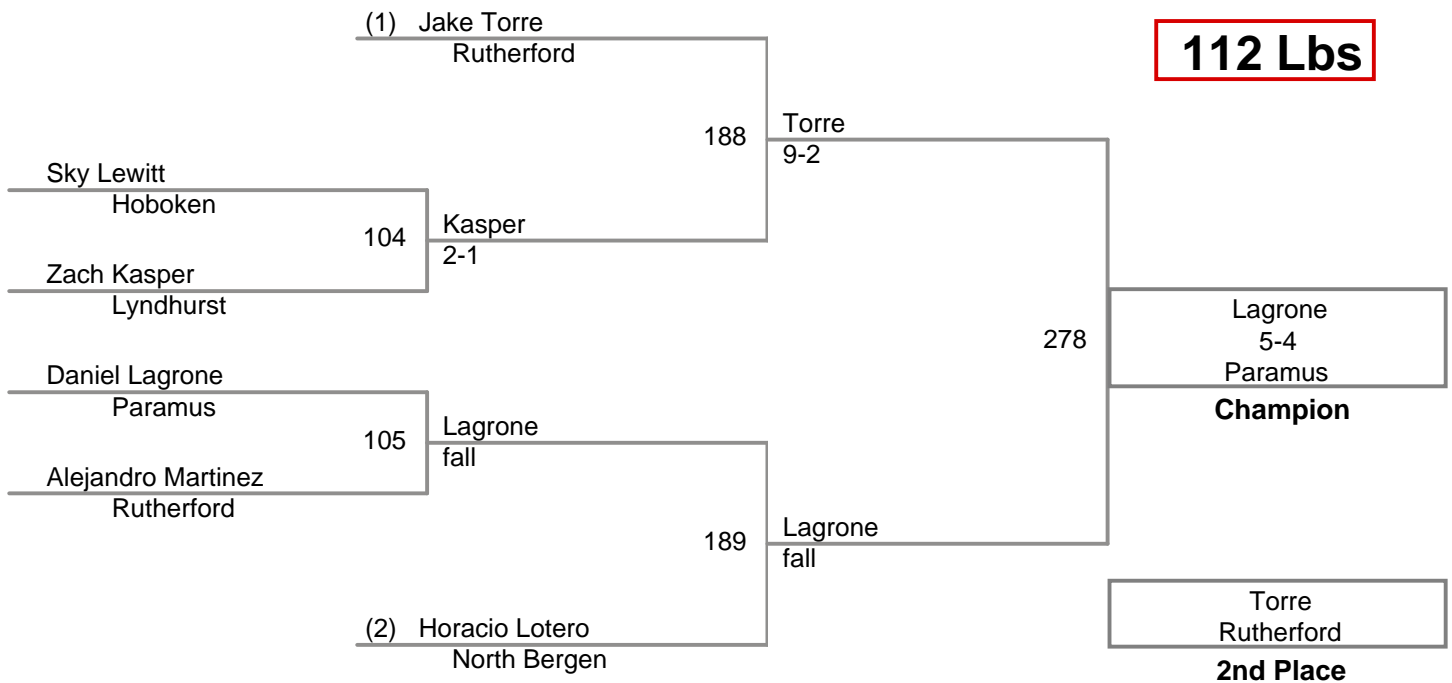 (1) Jake Torre
Rutherford
112 Lbs
188
Torre
9-2
Sky Lewitt
Hoboken
104
Kasper
2-1
Zach Kasper
Lyndhurst
278
Lagrone
5-4
Paramus
Champion
Daniel Lagrone
Paramus
105
Lagrone
fall
Alejandro Martinez
Rutherford
189
Lagrone
fall
(2) Horacio Lotero
North Bergen
Torre
Rutherford
2nd Place